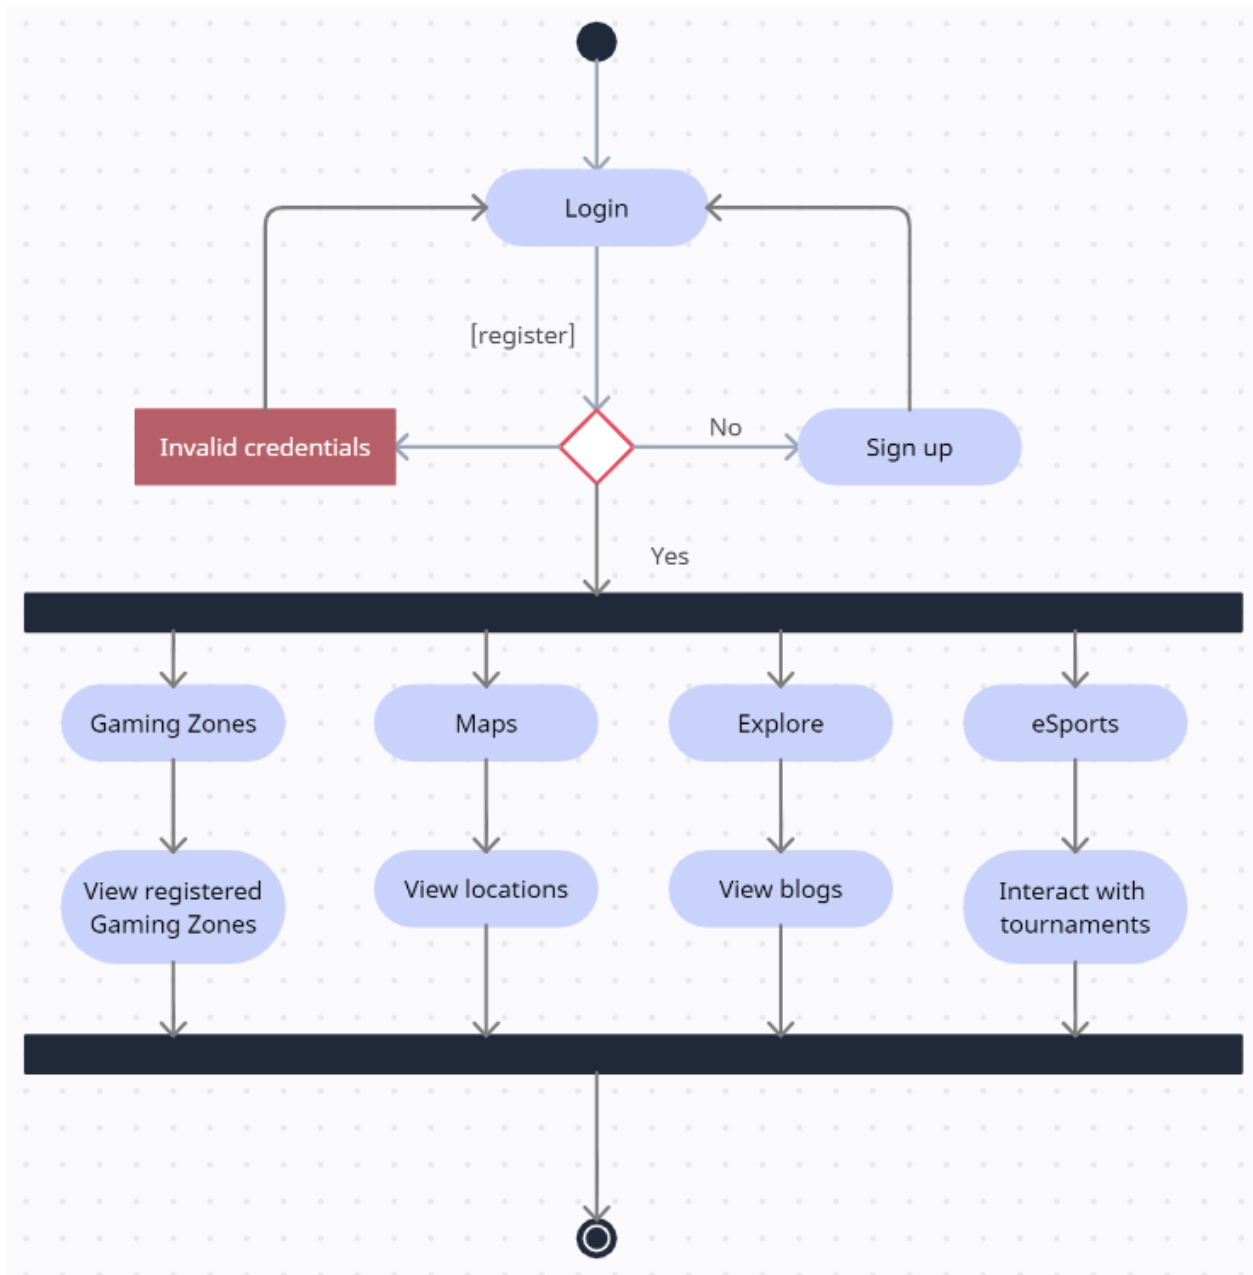 Login
[register]
Invalid credentials
No
Sign up
Yes
Gaming Zones
Maps
Explore
eSports
View registered
Gaming Zones
View locations
View blogs
Interact with
tournaments